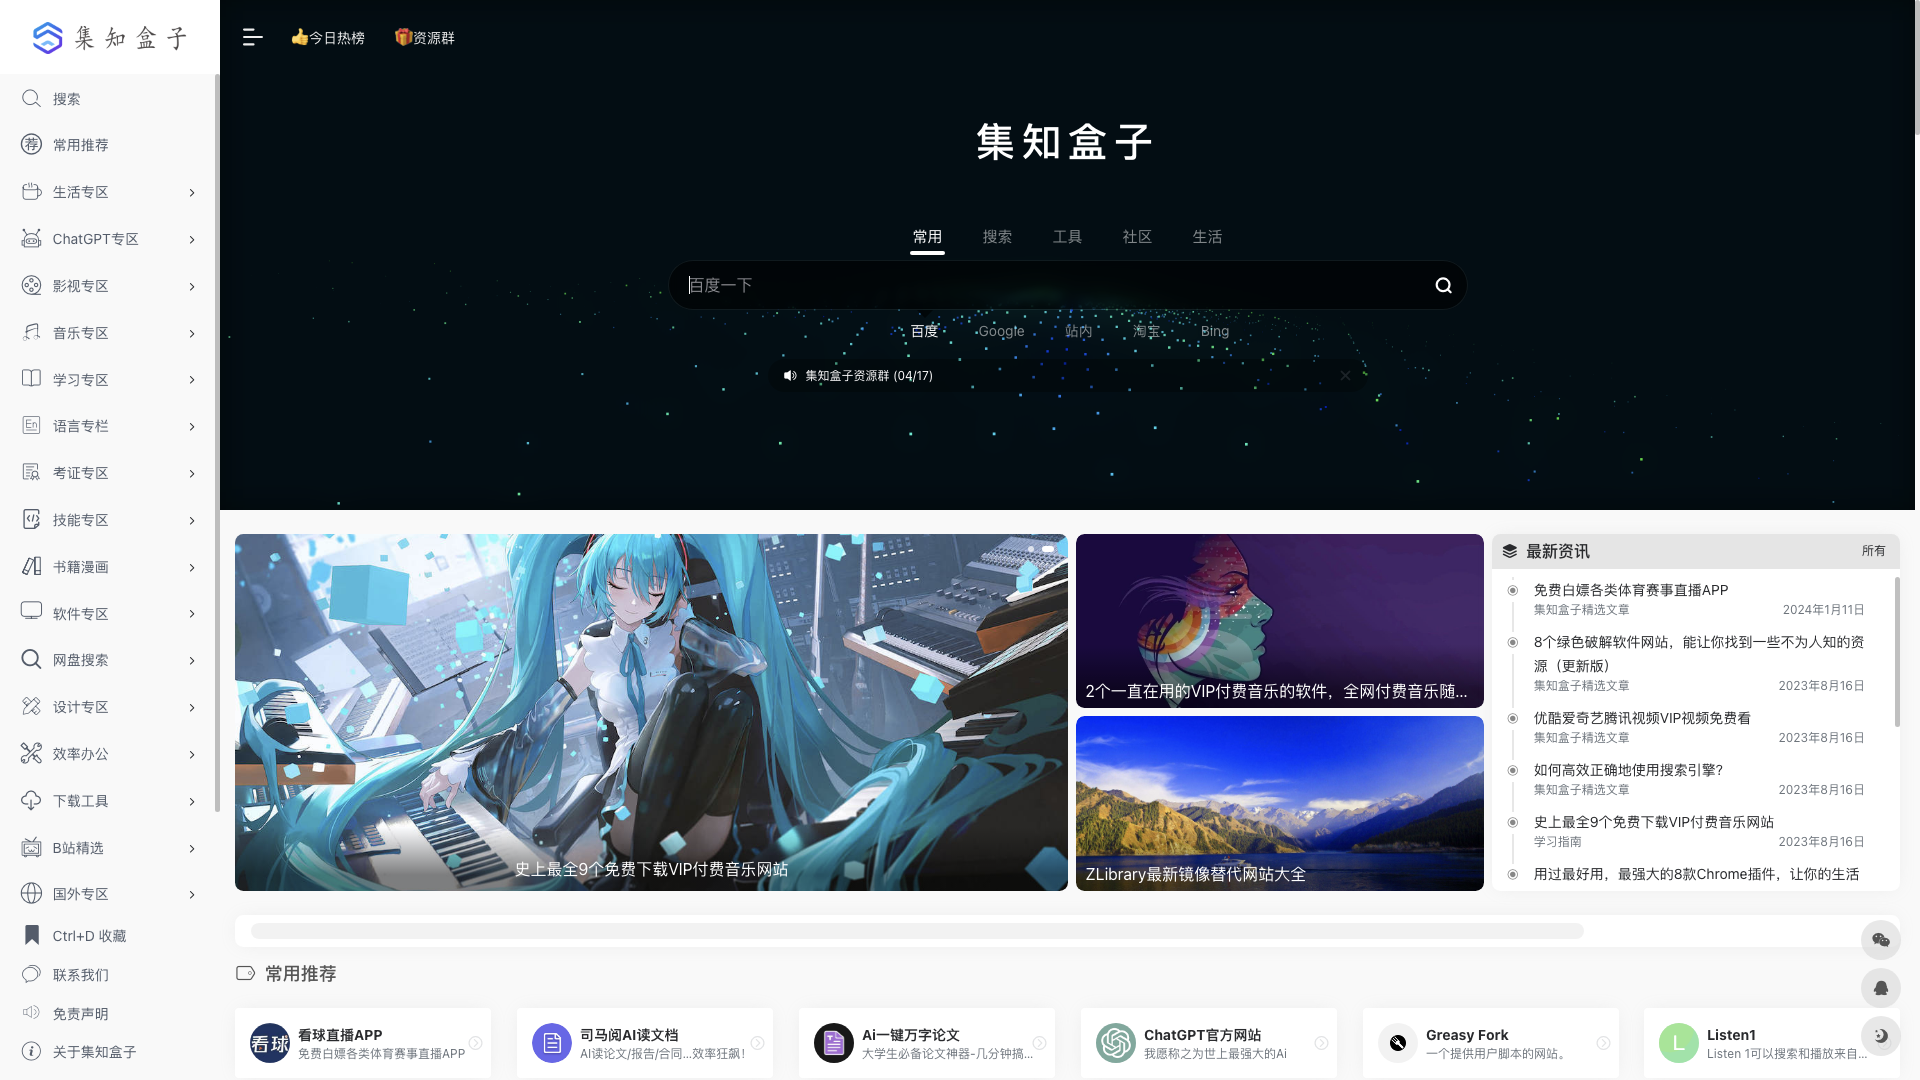 集知盒子
👍今日热榜
🎁资源群
搜索
荐 常用推荐
生活专区
ChatGPT专区
影视专区
音乐专区
学习专区
En 语言专栏
考证专区
技能专区
书籍漫画
软件专区
网盘搜索
设计专区
效率办公
下载工具
B站精选
国外专区
Ctrl+D 收藏
联系我们
免责声明
关于集知盒子
集知盒子
常用 搜索 工具 社区 生活
百度一下
百度 Google 站内 淘宝 Bing
集知盒子资源群 (04/17)
史上最全9个免费下载VIP付费音乐网站
2个一直在用的VIP付费音乐的软件，全网付费音乐随...
ZLibrary最新镜像替代网站大全
最新资讯 所有
免费白嫖各类体育赛事直播APP
集知盒子精选文章 2024年1月11日
8个绿色破解软件网站，能让你找到一些不为人知的资
源（更新版）
集知盒子精选文章 2023年8月16日
优酷爱奇艺腾讯视频VIP视频免费看
集知盒子精选文章 2023年8月16日
如何高效正确地使用搜索引擎?
集知盒子精选文章 2023年8月16日
史上最全9个免费下载VIP付费音乐网站
学习指南 2023年8月16日
用过最好用，最强大的8款Chrome插件，让你的生活
常用推荐
看球
看球直播APP
免费白嫖各类体育赛事直播APP
司马阅AI读文档
AI读论文/报告/合同...效率狂飙！
Ai一键万字论文
大学生必备论文神器-几分钟搞...
ChatGPT官方网站
我愿称之为世上最强大的Ai
Greasy Fork
一个提供用户脚本的网站。
L
Listen1
Listen 1可以搜索和播放来自...